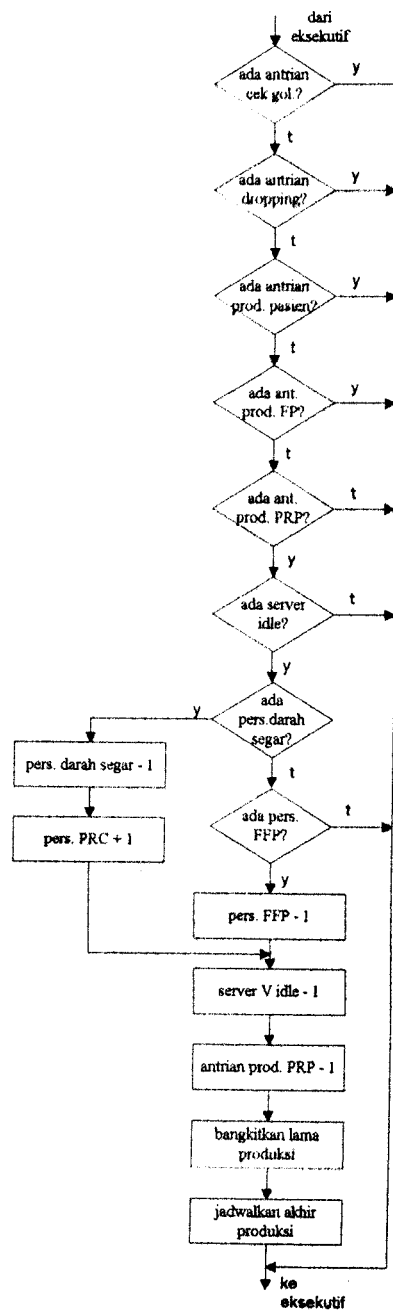 dari
eksekutif
ada antrian
cek gol.?
y
t
ada antrian
dropping?
y
t
ada antrian
prod. pasien?
y
t
ada ant.
prod. FP?
y
t
ada ant.
prod. PRP?
t
y
ada server
idle?
t
y
ada
pers.darah
segar?
y
t
pers. darah segar - 1
pers. PRC + 1
ada pers.
FFP?
t
y
pers. FFP - 1
server V idle - 1
antrian prod. PRP - 1
bangkitkan lama
produksi
jadwalkan akhir
produksi
ke
eksekutif